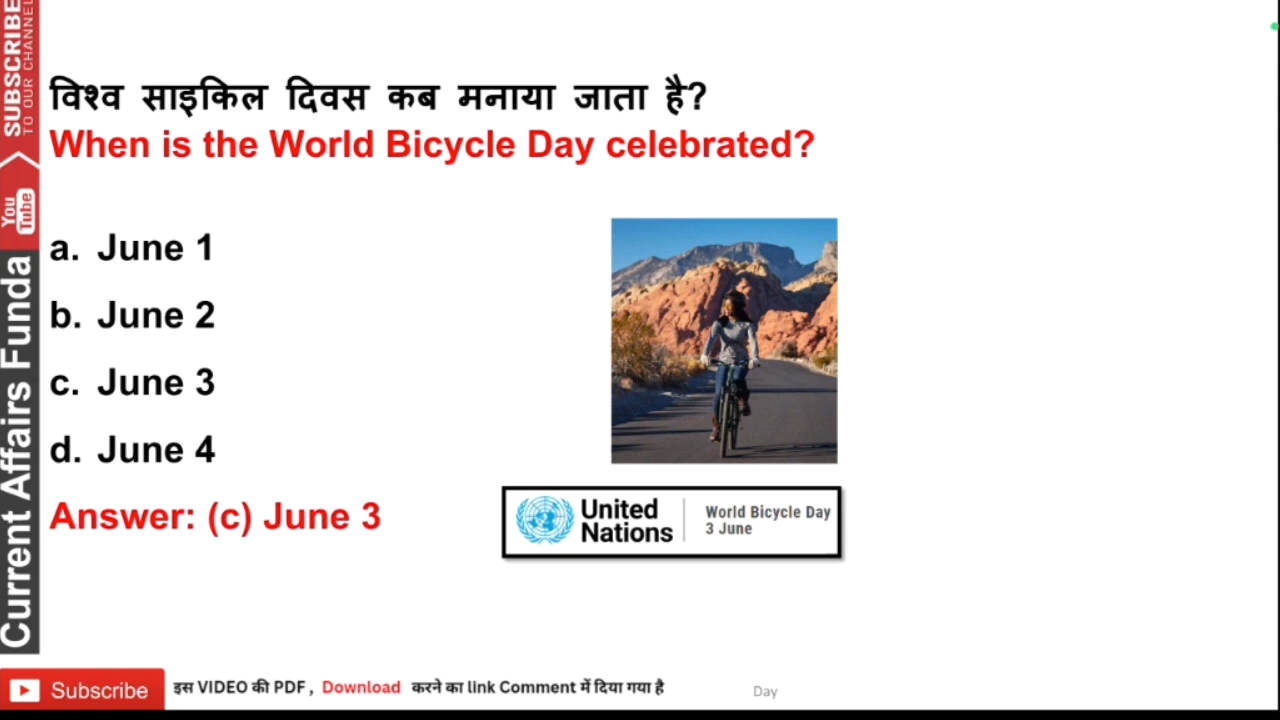 SUBSCRIBE
TO OUR CHANNEL
You
Tube
Current Affairs Funda
विश्व साइकिल दिवस कब मनाया जाता है?
When is the World Bicycle Day celebrated?
a. June 1
b. June 2
c. June 3
d. June 4
Answer: (c) June 3
United
Nations
World Bicycle Day
3 June
Subscribe
इस VIDEO की PDF , Download करने का link Comment में दिया गया है
Day